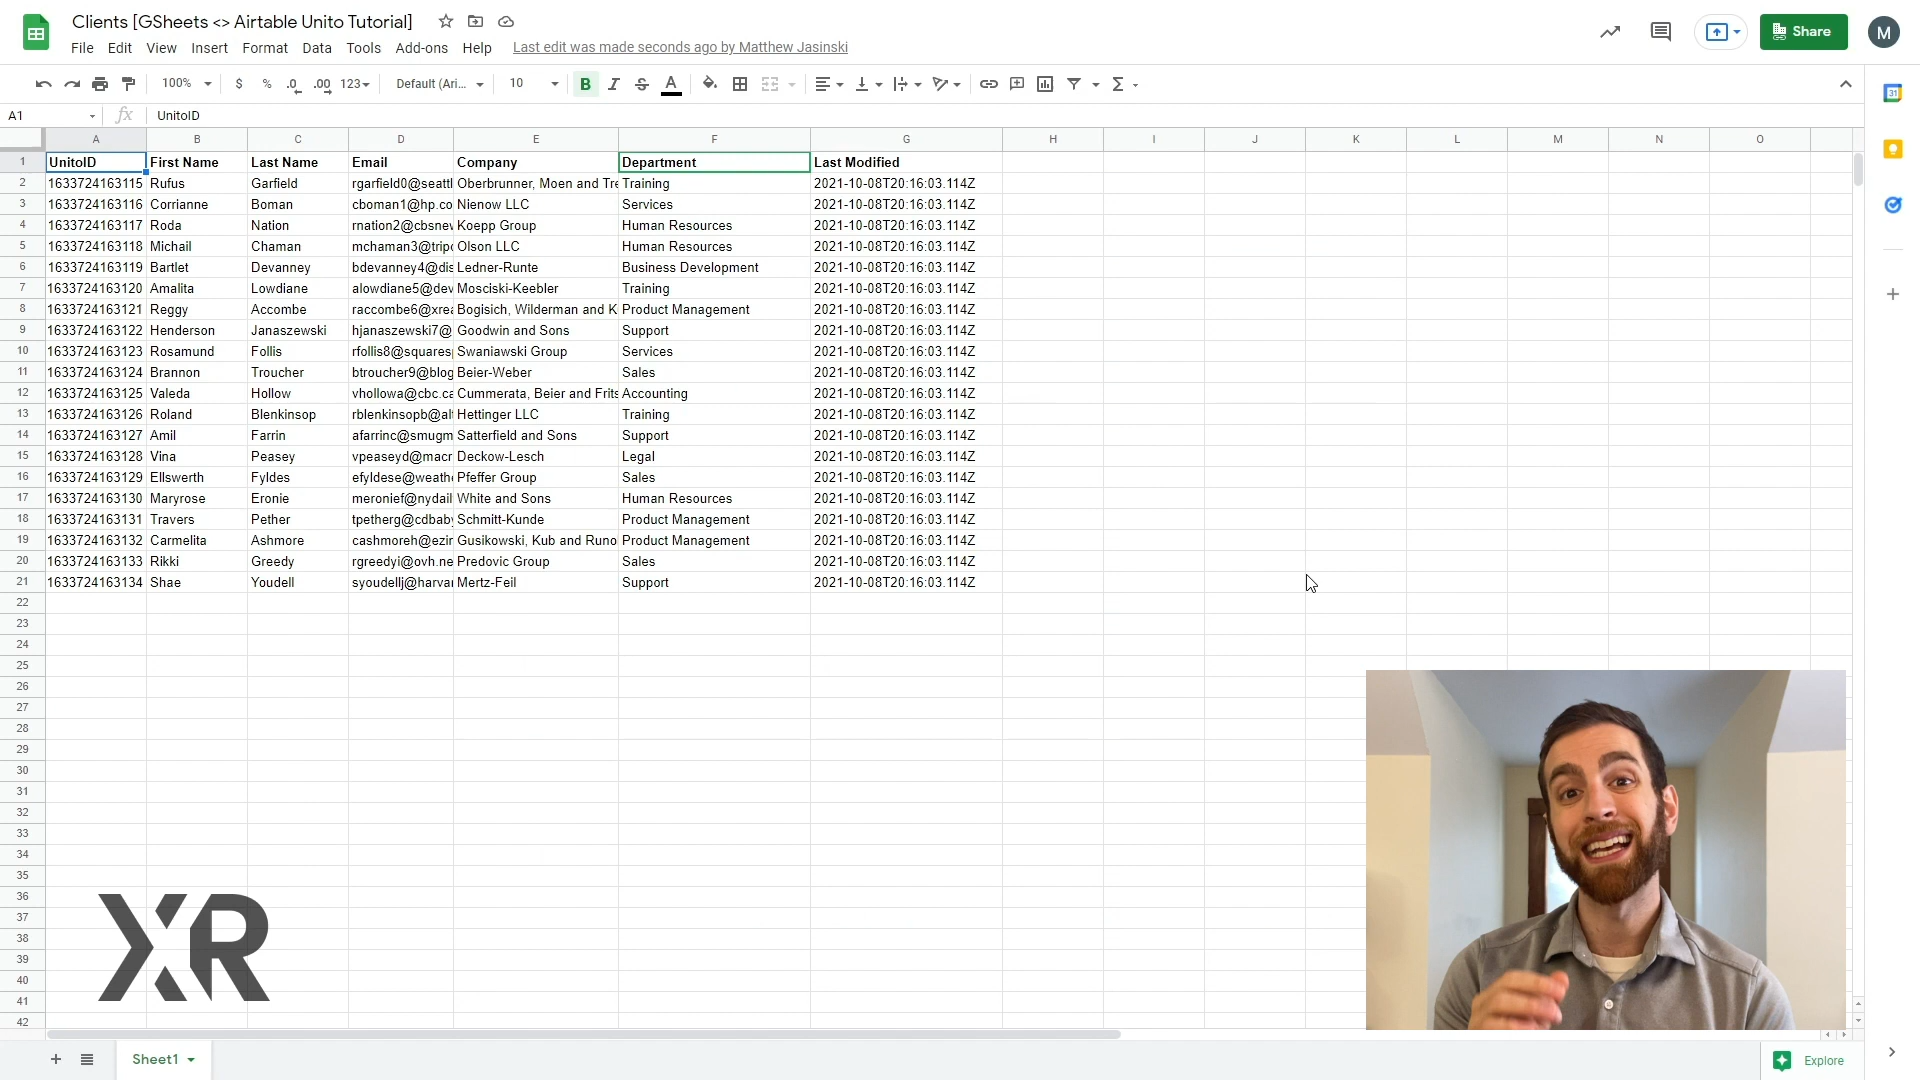 Clients [GSheets <> Airtable Unito Tutorial]
File Edit View Insert Format Data Tools Add-ons Help Last edit was made seconds ago by Matthew Jasinski
Share
M
100% $ % .0 .00 123 Default (Ari... 10 B I S A Σ
31
A1 fx UnitoID
A B C D E F G H I J K L M N O
1 UnitoID First Name Last Name Email Company Department Last Modified
2 1633724163115 Rufus Garfield rgarfield0@seattl Oberbrunner, Moen and Tre Training 2021-10-08T20:16:03.114Z
3 1633724163116 Corrianne Boman cboman1@hp.co Nienow LLC Services 2021-10-08T20:16:03.114Z
4 1633724163117 Roda Nation rnation2@cbsnew Koepp Group Human Resources 2021-10-08T20:16:03.114Z
5 1633724163118 Michail Chaman mchaman3@tripo Olson LLC Human Resources 2021-10-08T20:16:03.114Z
6 1633724163119 Bartlet Devanney bdevanney4@dis Ledner-Runte Business Development 2021-10-08T20:16:03.114Z
7 1633724163120 Amalita Lowdiane alowdiane5@dev Mosciski-Keebler Training 2021-10-08T20:16:03.114Z
8 1633724163121 Reggy Accombe raccombe6@xrea Bogisich, Wilderman and K Product Management 2021-10-08T20:16:03.114Z
9 1633724163122 Henderson Janaszewski hjanaszewski7@ Goodwin and Sons Support 2021-10-08T20:16:03.114Z
10 1633724163123 Rosamund Follis rfollis8@squares Swaniawski Group Services 2021-10-08T20:16:03.114Z
11 1633724163124 Brannon Troucher btroucher9@blog Beier-Weber Sales 2021-10-08T20:16:03.114Z
12 1633724163125 Valeda Hollow vhollowa@cbc.ca Cummerata, Beier and Frits Accounting 2021-10-08T20:16:03.114Z
13 1633724163126 Roland Blenkinsop rblenkinsopb@alt Hettinger LLC Training 2021-10-08T20:16:03.114Z
14 1633724163127 Amil Farrin afarrinc@smugm Satterfield and Sons Support 2021-10-08T20:16:03.114Z
15 1633724163128 Vina Peasey vpeaseyd@macr Deckow-Lesch Legal 2021-10-08T20:16:03.114Z
16 1633724163129 Ellswerth Fyldes efyldese@weathe Pfeffer Group Sales 2021-10-08T20:16:03.114Z
17 1633724163130 Maryrose Eronie meronief@nydail White and Sons Human Resources 2021-10-08T20:16:03.114Z
18 1633724163131 Travers Pether tpetherg@cdbaby Schmitt-Kunde Product Management 2021-10-08T20:16:03.114Z
19 1633724163132 Carmelita Ashmore cashmoreh@ezir Gusikowski, Kub and Runo Product Management 2021-10-08T20:16:03.114Z
20 1633724163133 Rikki Greedy rgreedyi@ovh.ne Predovic Group Sales 2021-10-08T20:16:03.114Z
21 1633724163134 Shae Youdell syoudellj@harvar Mertz-Feil Support 2021-10-08T20:16:03.114Z
22
23
24
25
26
27
28
29
30
31
32
33
34
35
36
37
38
39
40
41
42
XR
Sheet1
Explore